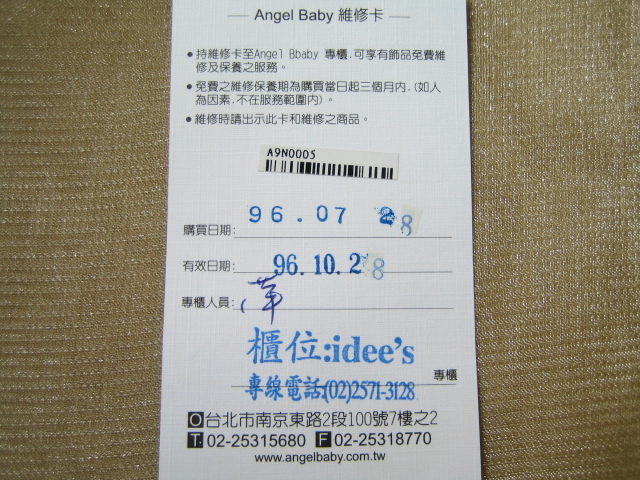 Angel Baby 維修卡
●持維修卡至Angel Bbaby 專櫃,可享有飾品免費維
修及保養之服務。
●免費之維修保養期為購買當日起三個月內, (如人
為因素,不在服務範圍內)。
●維修時請出示此卡和維修之商品。
A9N0005
購買日期: 96.07 28
有效日期: 96.10.28
專櫃人員:
櫃位:idee's
專櫃
專線電話:(02)2571-3128
O台北市南京東路2段100號7樓之2
T.02-25315680 F 02-25318770
www.angelbaby.com.tw